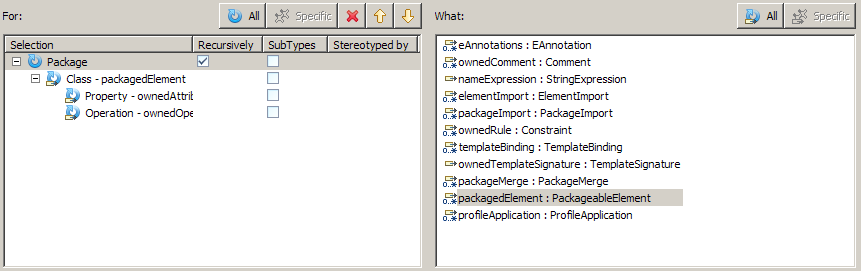 For:
All
Specific
What:
All
Specific
Selection
Recursively
SubTypes
Stereotyped by
Package
Class - packagedElement
Property - ownedAttrib
Operation - ownedOpe
eAnnotations : EAnnotation
ownedComment : Comment
nameExpression : StringExpression
elementImport : ElementImport
packageImport : PackageImport
ownedRule : Constraint
templateBinding : TemplateBinding
ownedTemplateSignature : TemplateSignature
packageMerge : PackageMerge
packagedElement : PackageableElement
profileApplication : ProfileApplication